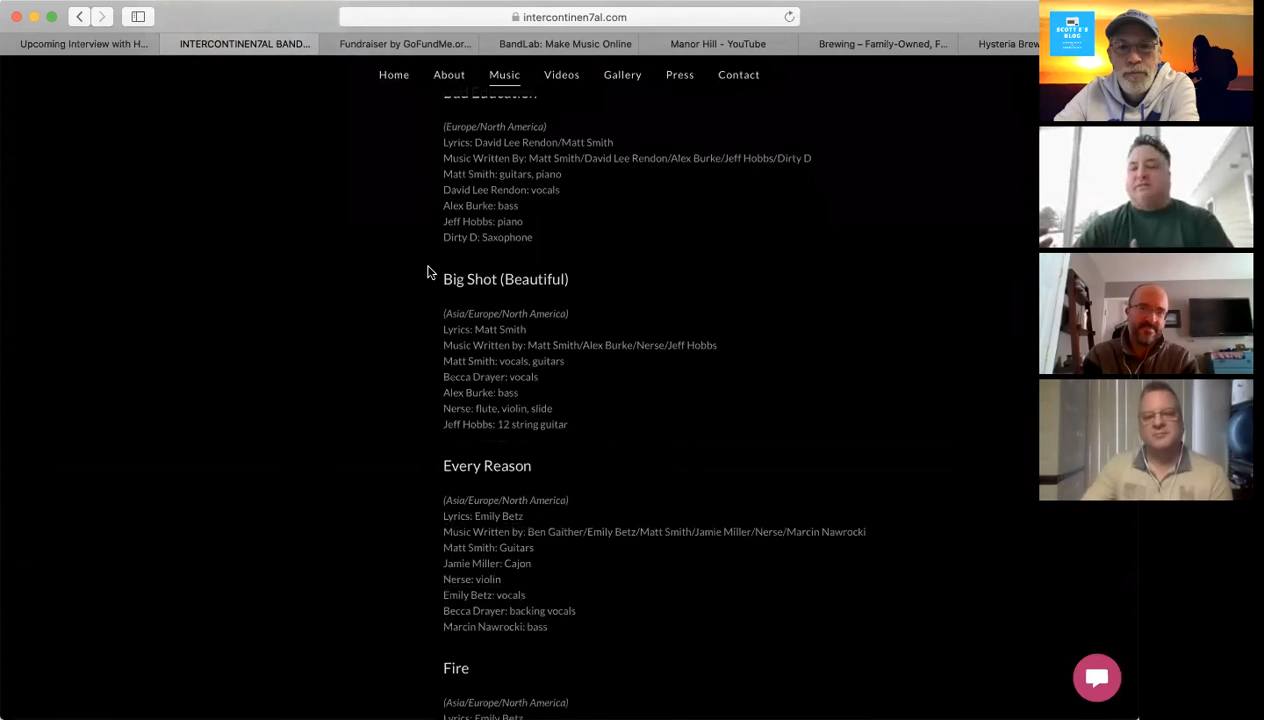 intercontinen7al.com
Upcoming Interview with H...
INTERCONTINEN7AL BAND...
Fundraiser by GoFundMe.or...
BandLab: Make Music Online
Manor Hill - YouTube
Brewing – Family-Owned, F...
Hysteria Brew
SCOTT E'S
BLOG
Home About Music Videos Gallery Press Contact
Bad Education
(Europe/North America)
Lyrics: David Lee Rendon/Matt Smith
Music Written By: Matt Smith/David Lee Rendon/Alex Burke/Jeff Hobbs/Dirty D
Matt Smith: guitars, piano
David Lee Rendon: vocals
Alex Burke: bass
Jeff Hobbs: piano
Dirty D: Saxophone
Big Shot (Beautiful)
(Asia/Europe/North America)
Lyrics: Matt Smith
Music Written by: Matt Smith/Alex Burke/Nerse/Jeff Hobbs
Matt Smith: vocals, guitars
Becca Drayer: vocals
Alex Burke: bass
Nerse: flute, violin, slide
Jeff Hobbs: 12 string guitar
Every Reason
(Asia/Europe/North America)
Lyrics: Emily Betz
Music Written by: Ben Gaither/Emily Betz/Matt Smith/Jamie Miller/Nerse/Marcin Nawrocki
Matt Smith: Guitars
Jamie Miller: Cajon
Nerse: violin
Emily Betz: vocals
Becca Drayer: backing vocals
Marcin Nawrocki: bass
Fire
(Asia/Europe/North America)
Lyrics: Emily Betz